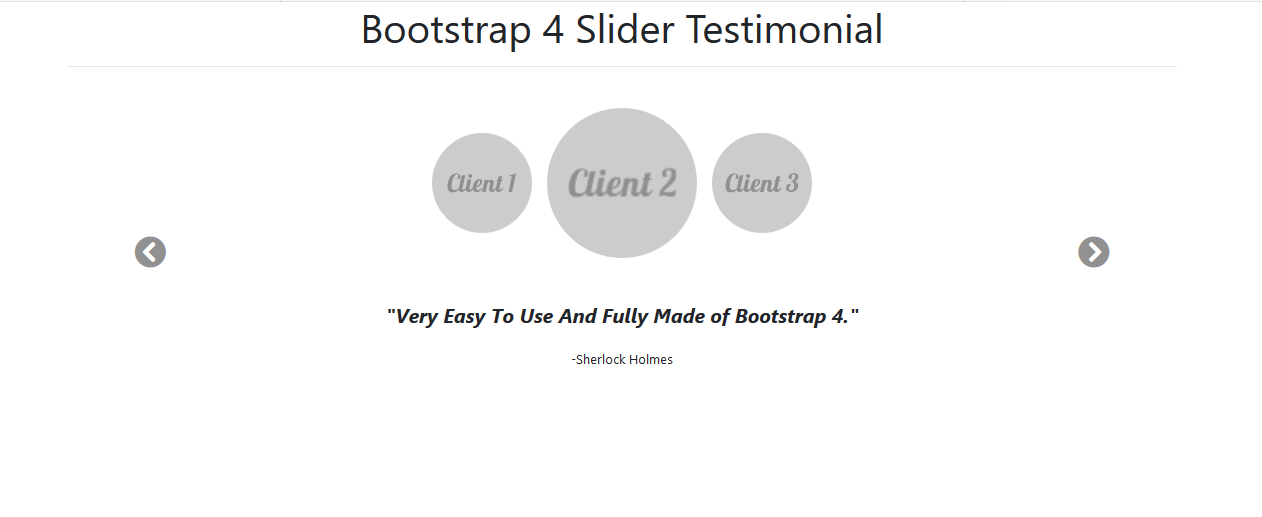 Bootstrap 4 Slider Testimonial
Client 1
Client 2
Client 3
"Very Easy To Use And Fully Made of Bootstrap 4."
-Sherlock Holmes